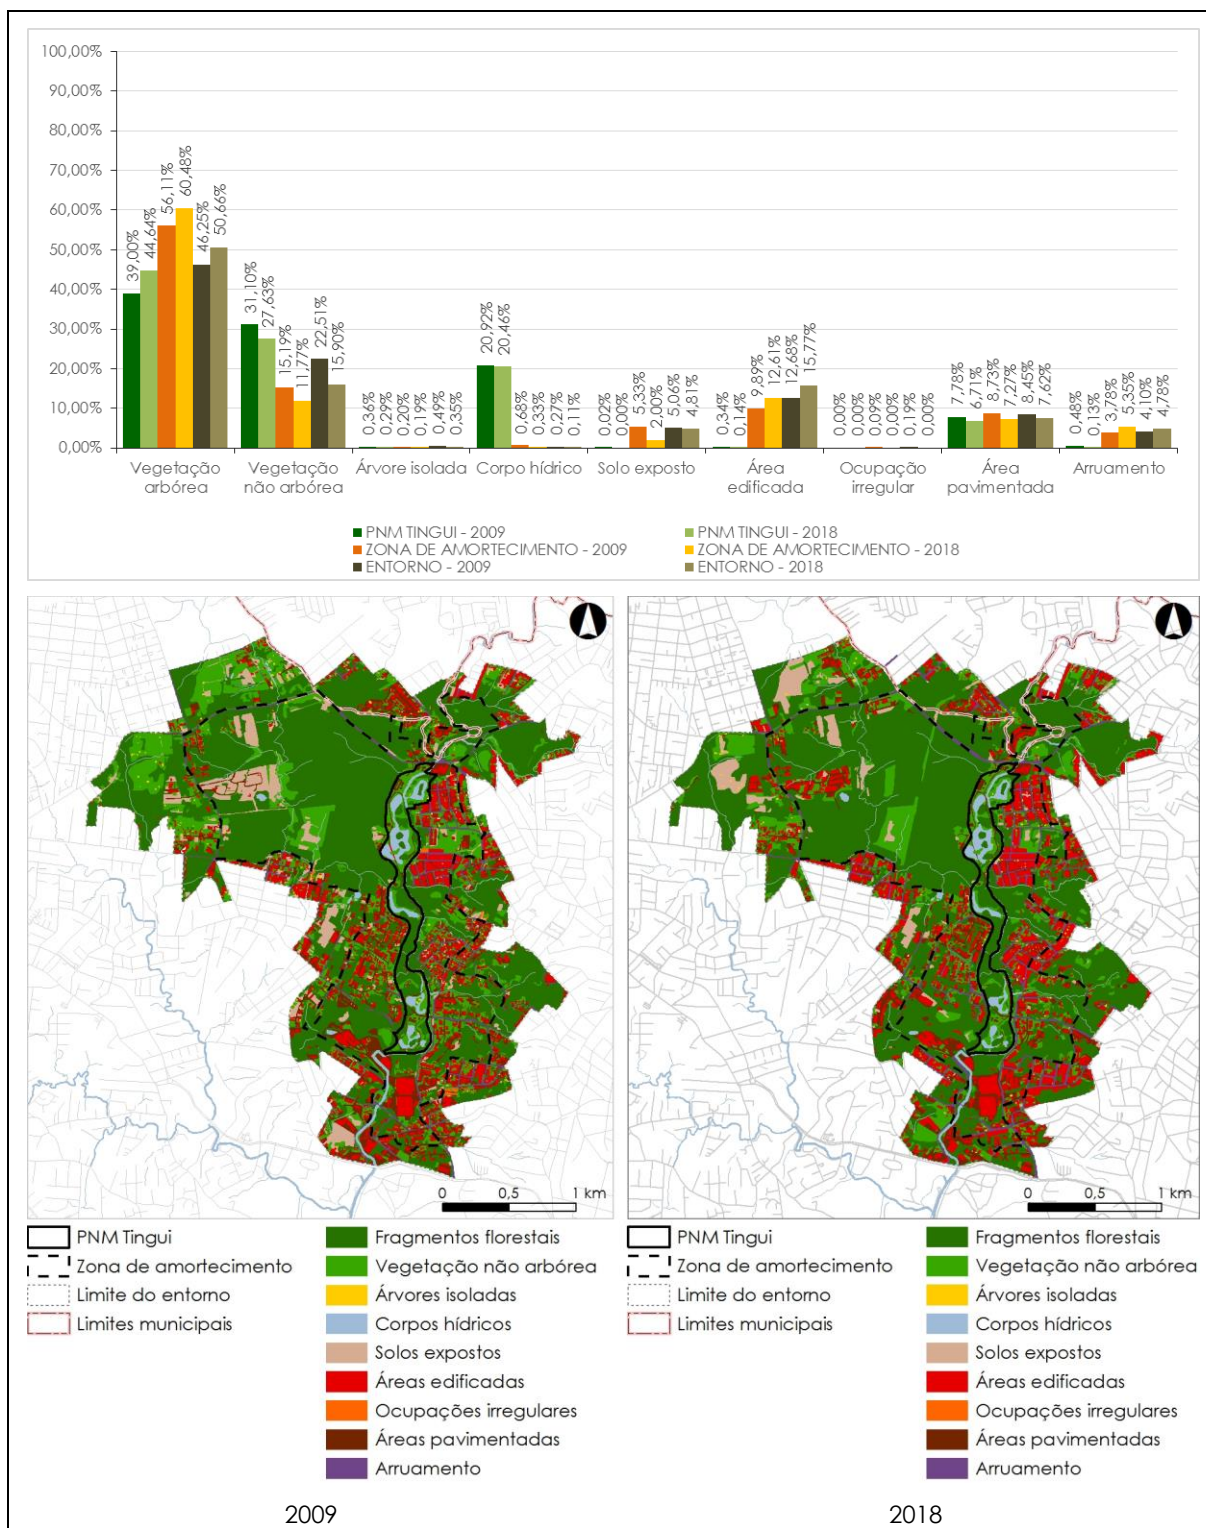 100,00%
90,00%
80,00%
70,00%
60,00%
50,00%
40,00%
30,00%
20,00%
10,00%
0,00%
39,00%
44,64%
56,11%
60,48%
46,25%
50,66%
31,10%
27,63%
15,19%
11,77%
22,51%
15,90%
0,36%
0,29%
0,20%
0,19%
0,49%
0,35%
20,92%
20,46%
0,68%
0,33%
0,27%
0,11%
0,02%
0,00%
5,33%
2,00%
5,06%
4,81%
0,34%
0,14%
9,89%
12,61%
12,68%
15,77%
0,00%
0,00%
0,09%
0,00%
0,19%
0,00%
7,78%
6,71%
8,73%
7,27%
8,45%
7,62%
0,48%
0,13%
3,78%
5,35%
4,10%
4,78%
Vegetação
arbórea
Vegetação
não arbórea
Árvore isolada
Corpo hídrico
Solo exposto
Área
edificada
Ocupação
irregular
Área
pavimentada
Arruamento
PNM TINGUI - 2009
PNM TINGUI - 2018
ZONA DE AMORTECIMENTO - 2009
ZONA DE AMORTECIMENTO - 2018
ENTORNO - 2009
ENTORNO - 2018
0 0,5 1 km
0 0,5 1 km
PNM Tingui
Zona de amortecimento
Limite do entorno
Limites municipais
Fragmentos florestais
Vegetação não arbórea
Árvores isoladas
Corpos hídricos
Solos expostos
Áreas edificadas
Ocupações irregulares
Áreas pavimentadas
Arruamento
PNM Tingui
Zona de amortecimento
Limite do entorno
Limites municipais
Fragmentos florestais
Vegetação não arbórea
Árvores isoladas
Corpos hídricos
Solos expostos
Áreas edificadas
Ocupações irregulares
Áreas pavimentadas
Arruamento
2009
2018